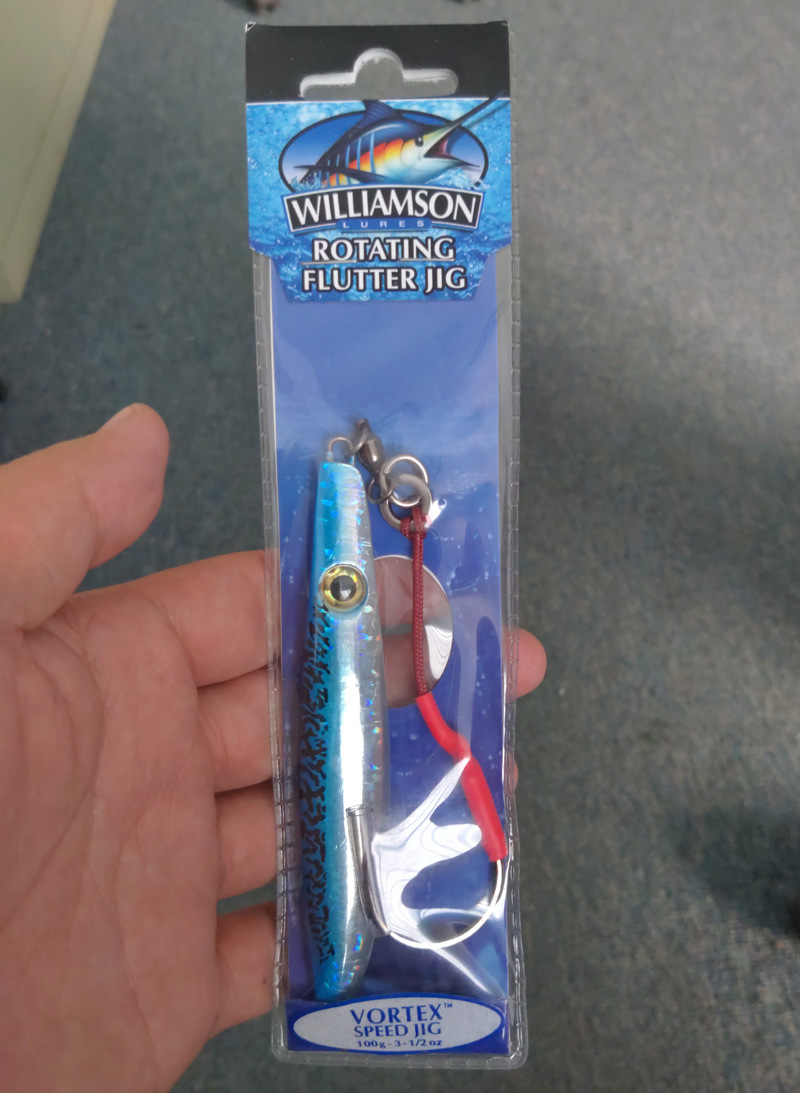 WILLIAMSON
LURES
ROTATING
FLUTTER JIG
VORTEX™
SPEED JIG
100g - 3-1/2 oz